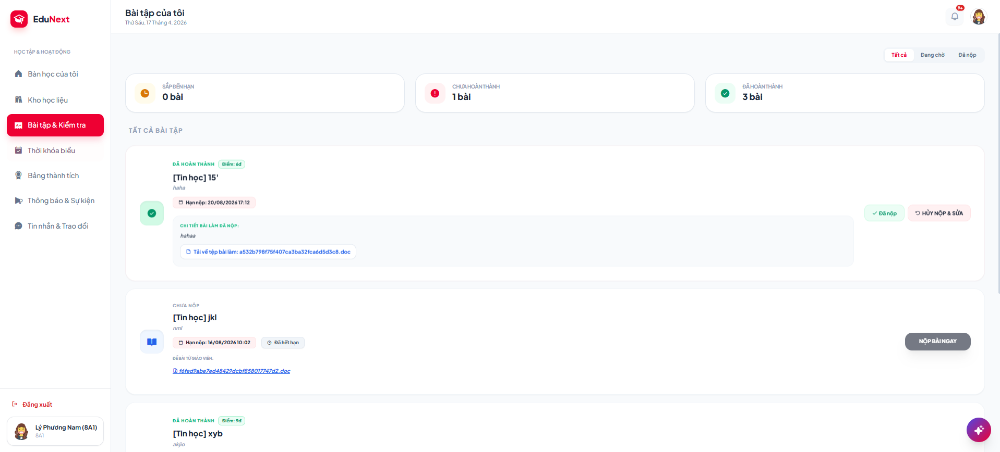 EduNext
HỌC TẬP & HOẠT ĐỘNG
Bàn học của tôi
Kho học liệu
Bài tập & Kiểm tra
Thời khóa biểu
Bảng thành tích
Thông báo & Sự kiện
Tin nhắn & Trao đổi
Đăng xuất
Lý Phương Nam (8A1)
8A1
Bài tập của tôi
Thứ Sáu, 17 Tháng 4, 2026
9+
Tất cả Đang chờ Đã nộp
SẮP ĐẾN HẠN
0 bài
CHƯA HOÀN THÀNH
1 bài
ĐÃ HOÀN THÀNH
3 bài
TẤT CẢ BÀI TẬP
ĐÃ HOÀN THÀNH Điểm: 6đ
[Tin học] 15'
haha
Hạn nộp: 20/08/2026 17:12
CHI TIẾT BÀI LÀM ĐÃ NỘP:
hahaa
Tải về tệp bài làm: a532b798f75f407ca3ba32fca6d5d3c8.doc
Đã nộp HỦY NỘP & SỬA
CHƯA NỘP
[Tin học] jkl
nml
Hạn nộp: 16/08/2026 10:02 Đã hết hạn
ĐỀ BÀI TỪ GIÁO VIÊN:
f6fed9abe7ed48429dcbf858017747d2.doc
NỘP BÀI NGAY
ĐÃ HOÀN THÀNH Điểm: 9đ
[Tin học] xyb
akjio